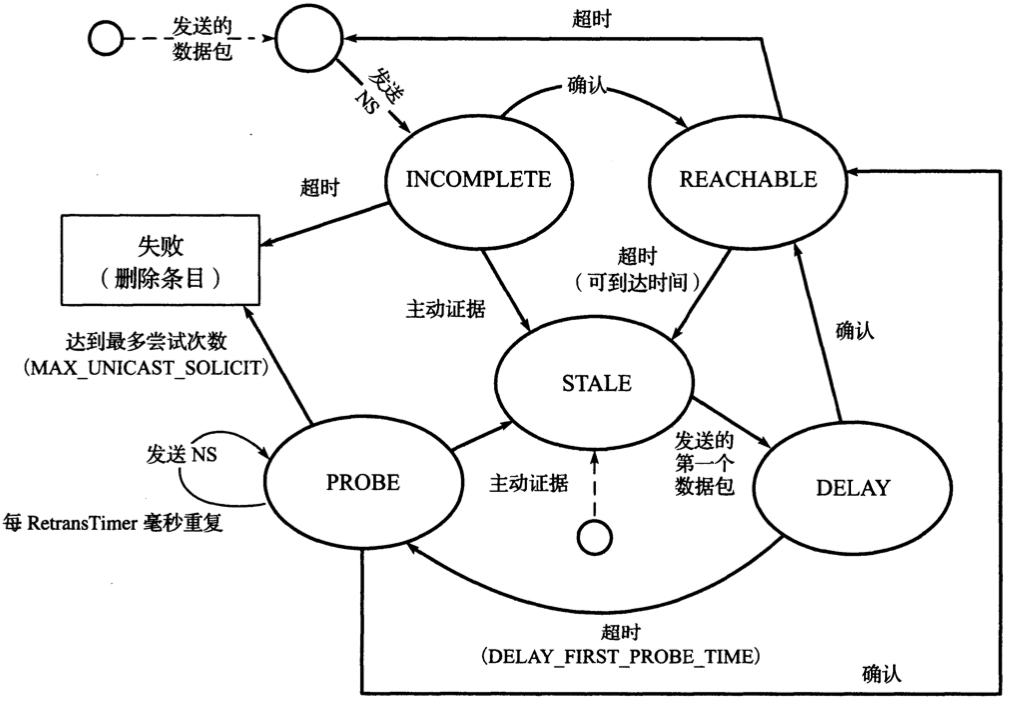 发送的
数据包
超时
发送
NS
确认
INCOMPLETE
REACHABLE
超时
失败
（删除条目）
超时
（可到达时间）
主动证据
确认
达到最多尝试次数
（MAX_UNICAST_SOLICIT）
STALE
发送的
第一个
数据包
发送 NS
PROBE
主动证据
DELAY
每 RetransTimer 毫秒重复
超时
（DELAY_FIRST_PROBE_TIME）
确认